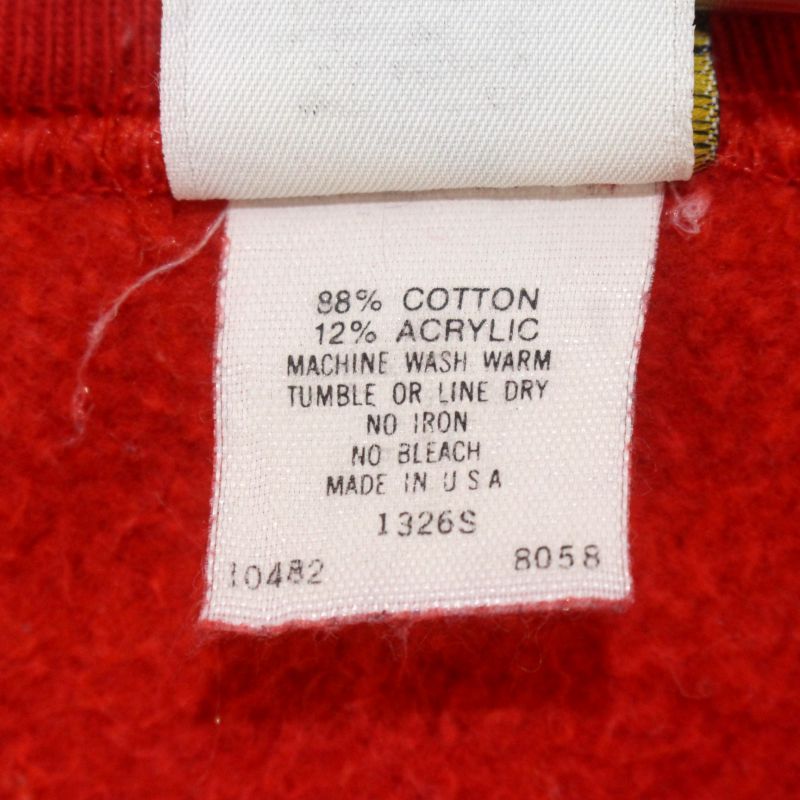 88% COTTON
12% ACRYLIC
MACHINE WASH WARM
TUMBLE OR LINE DRY
NO IRON
NO BLEACH
MADE IN U S A
1326S
10482 8058